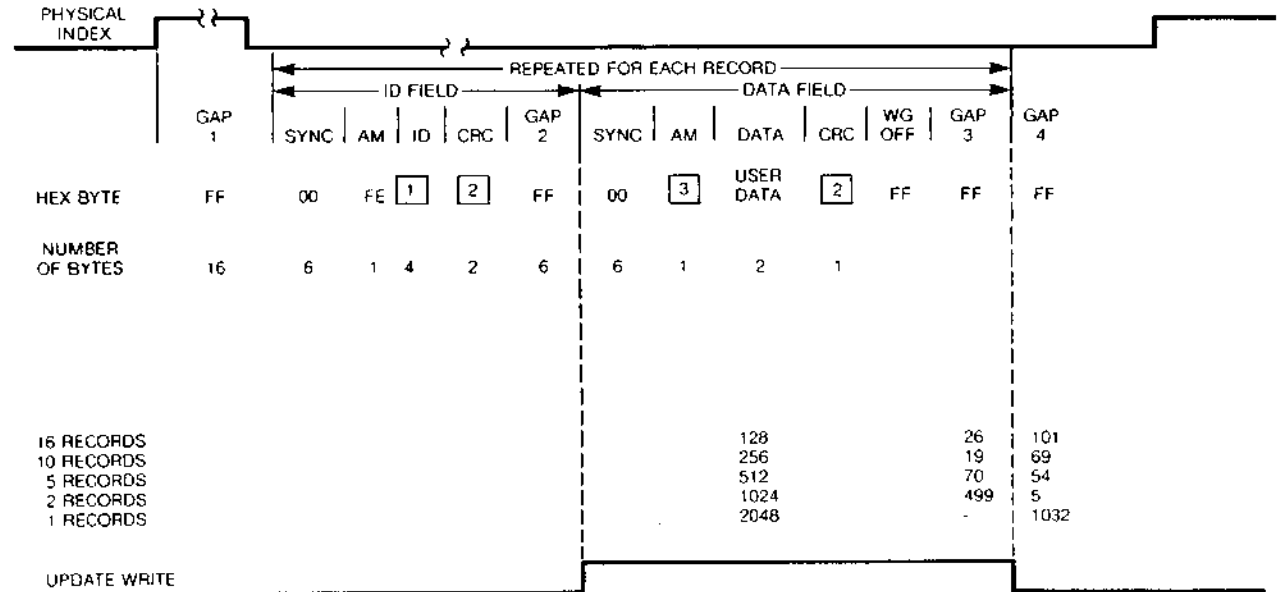 PHYSICAL
INDEX
REPEATED FOR EACH RECORD
ID FIELD
DATA FIELD
GAP
1
SYNC
AM
ID
CRC
GAP
2
SYNC
AM
DATA
CRC
WG
OFF
GAP
3
GAP
4
HEX BYTE FF 00 FE 1 2 FF 00 3 USER
DATA 2 FF FF FF
NUMBER
OF BYTES 16 6 1 4 2 6 6 1 2 1
16 RECORDS 128 26 101
10 RECORDS 256 19 69
5 RECORDS 512 70 54
2 RECORDS 1024 499 5
1 RECORDS 2048 - 1032
UPDATE WRITE